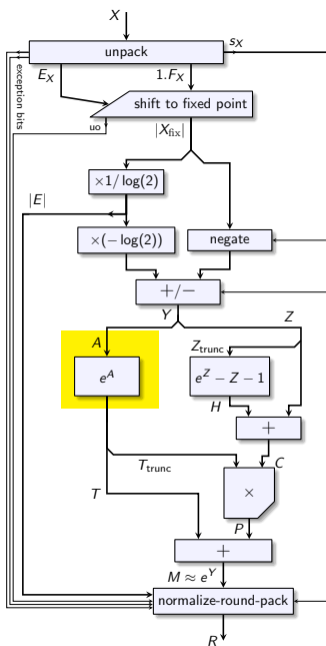 X
unpack
s_X
E_X
1.F_X
exception bits
shift to fixed point
uo
|X_fix|
×1/log(2)
|E|
×(−log(2))
negate
+/−
Y
Z
A
Z_trunc
e^A
e^Z − Z − 1
H
+
T_trunc
C
×
T
P
+
M ≈ e^Y
normalize-round-pack
R